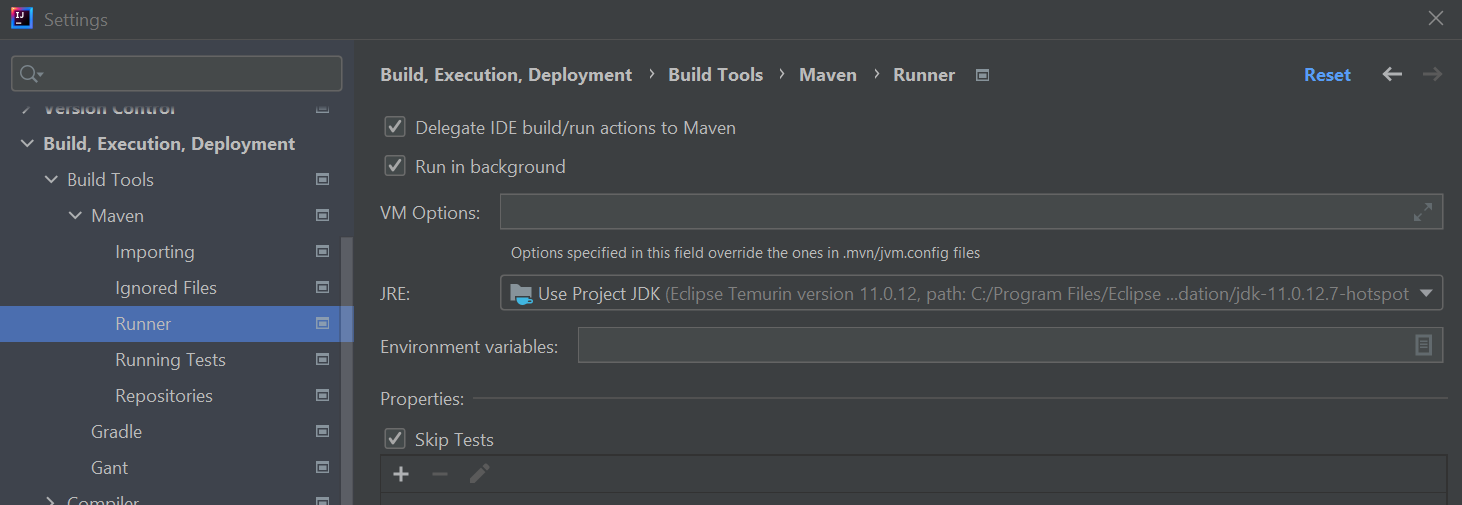 Settings
Version Control
Build, Execution, Deployment
Build Tools
Maven
Importing
Ignored Files
Runner
Running Tests
Repositories
Gradle
Gant
Compiler
Build, Execution, Deployment › Build Tools › Maven › Runner
Reset
Delegate IDE build/run actions to Maven
Run in background
VM Options:
Options specified in this field override the ones in .mvn/jvm.config files
JRE: Use Project JDK (Eclipse Temurin version 11.0.12, path: C:/Program Files/Eclipse ...dation/jdk-11.0.12.7-hotspot
Environment variables:
Properties:
Skip Tests